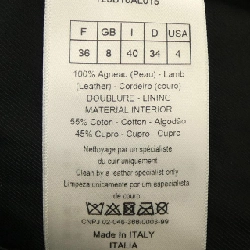 F GB I D USA
36 8 40 34 4
100% Agneau (Peau) - Lamb
(Leather) - Cordeiro (couro)
DOUBLURE - LINING
MATERIAL INTERIOR
55% Coton - Cotton - Algodão
45% Cupro - Cupro - Cupro
Nettoyage par un spécialiste
du cuir uniquement
Clean by a leather specialist only
Limpeza unicamente por um especialista
em couro
Made in Italy
ITALIA